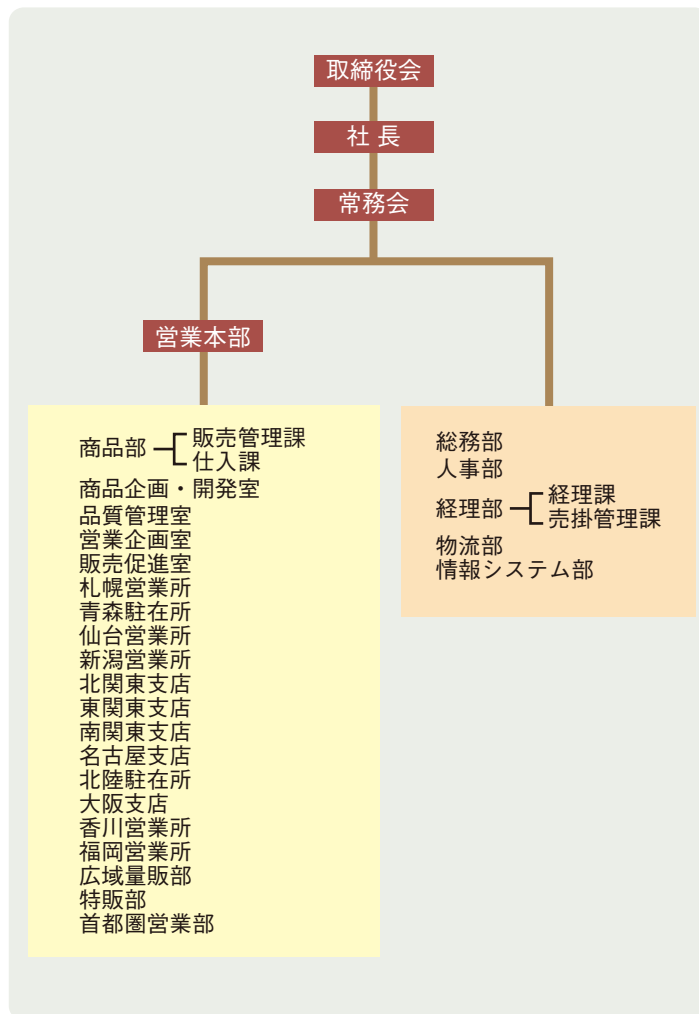 取締役会
社 長
常務会
営業本部
商品部
販売管理課
仕入課
商品企画・開発室
品質管理室
営業企画室
販売促進室
札幌営業所
青森駐在所
仙台営業所
新潟営業所
北関東支店
東関東支店
南関東支店
名古屋支店
北陸駐在所
大阪支店
香川営業所
福岡営業所
広域量販部
特販部
首都圏営業部
総務部
人事部
経理部
経理課
売掛管理課
物流部
情報システム部